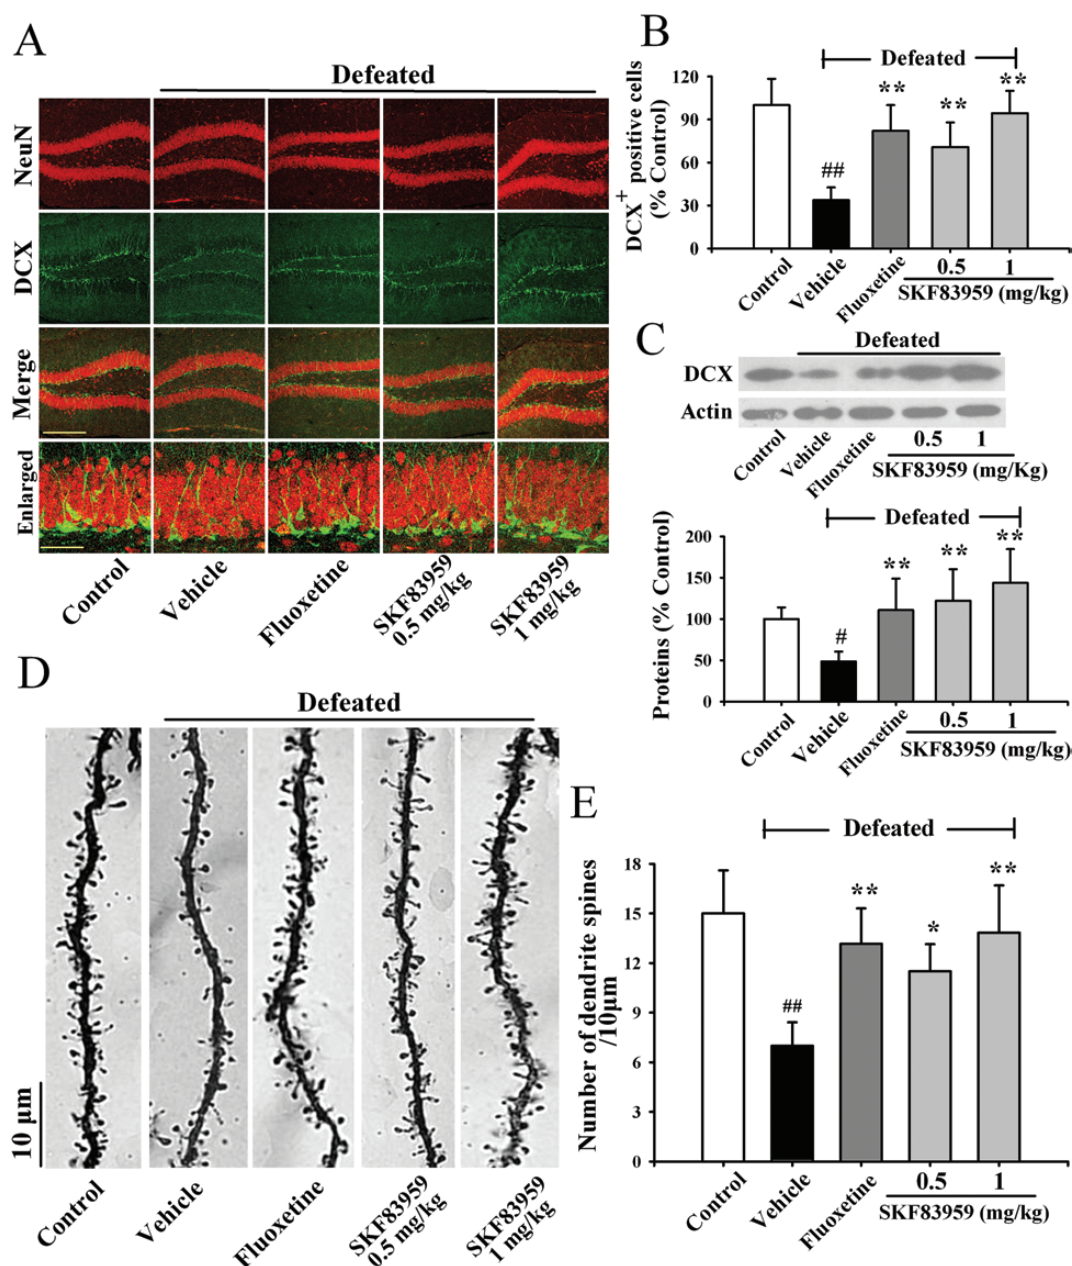 A
Defeated
NeuN
DCX
Merge
Enlarged
Control
Vehicle
Fluoxetine
SKF83959
0.5 mg/kg
SKF83959
1 mg/kg
B
Defeated
DCX+ positive cells
(% Control)
120
90
60
30
0
##
**
**
**
Control
Vehicle
Fluoxetine
0.5
1
SKF83959 (mg/kg)
C
Defeated
DCX
Actin
Control
Vehicle
Fluoxetine
0.5
1
SKF83959 (mg/Kg)
Defeated
Proteins (% Control)
200
150
100
50
0
#
**
**
**
Control
Vehicle
Fluoxetine
0.5
1
SKF83959 (mg/kg)
D
Defeated
10 μm
Control
Vehicle
Fluoxetine
SKF83959
0.5 mg/kg
SKF83959
1 mg/kg
E
Defeated
Number of dendrite spines
/10μm
18
15
12
9
6
3
0
##
**
*
**
Control
Vehicle
Fluoxetine
0.5
1
SKF83959 (mg/kg)